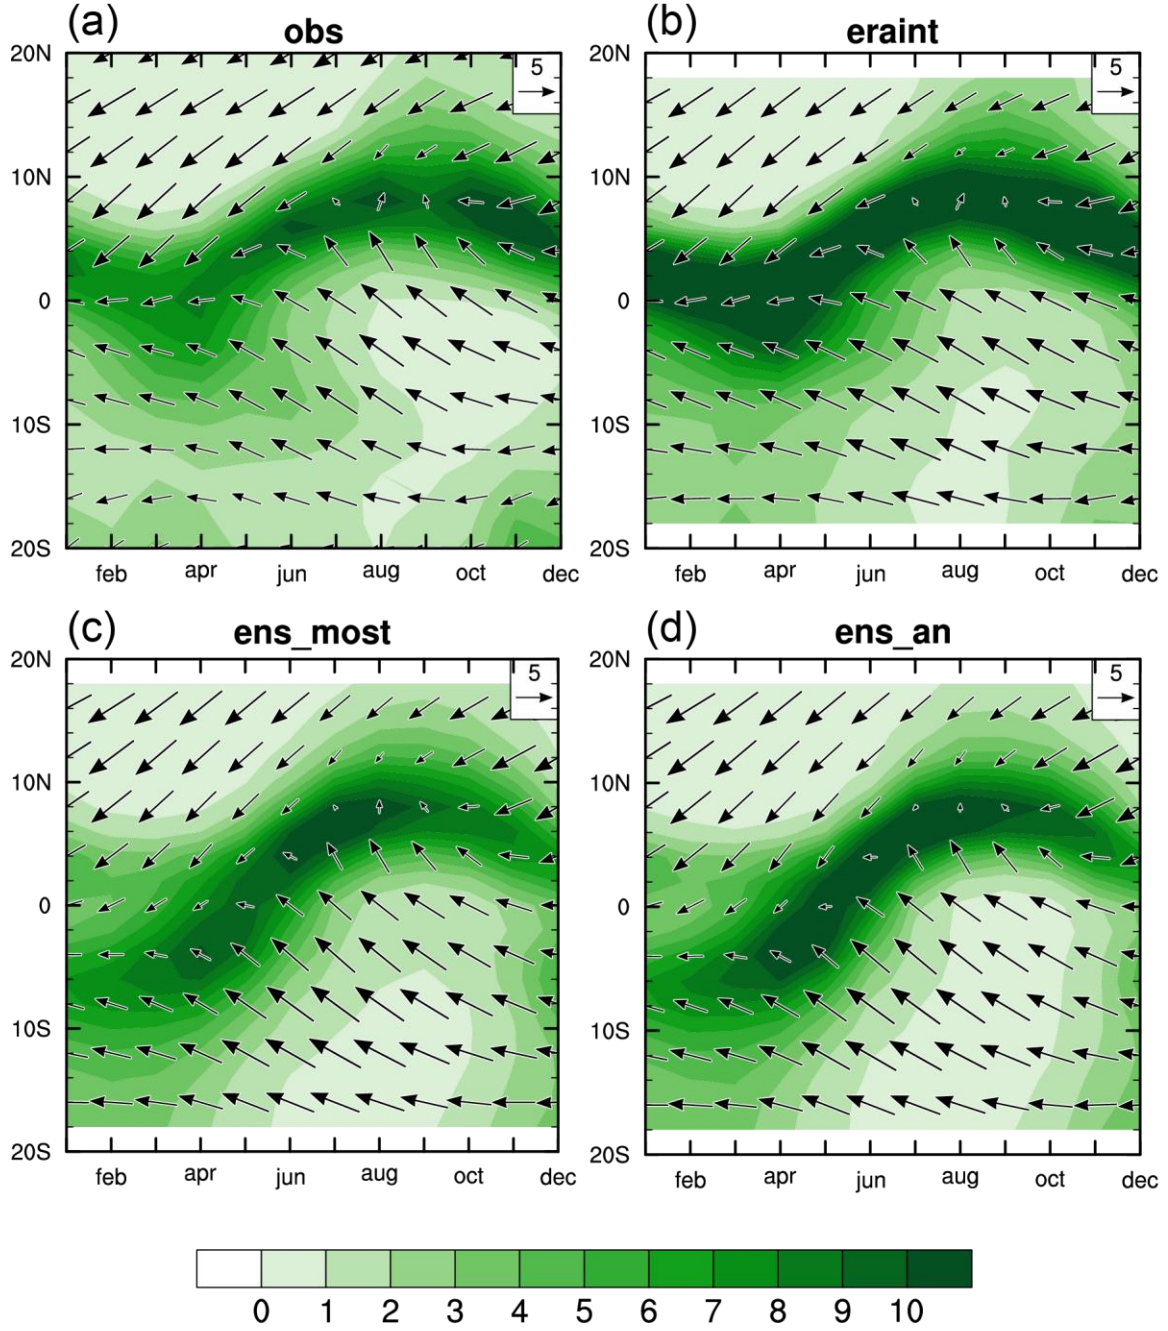 (a) obs
5
20N
10N
0
10S
20S
feb apr jun aug oct dec
(b) eraint
5
20N
10N
0
10S
20S
feb apr jun aug oct dec
(c) ens_most
5
20N
10N
0
10S
20S
feb apr jun aug oct dec
(d) ens_an
5
20N
10N
0
10S
20S
feb apr jun aug oct dec
0 1 2 3 4 5 6 7 8 9 10